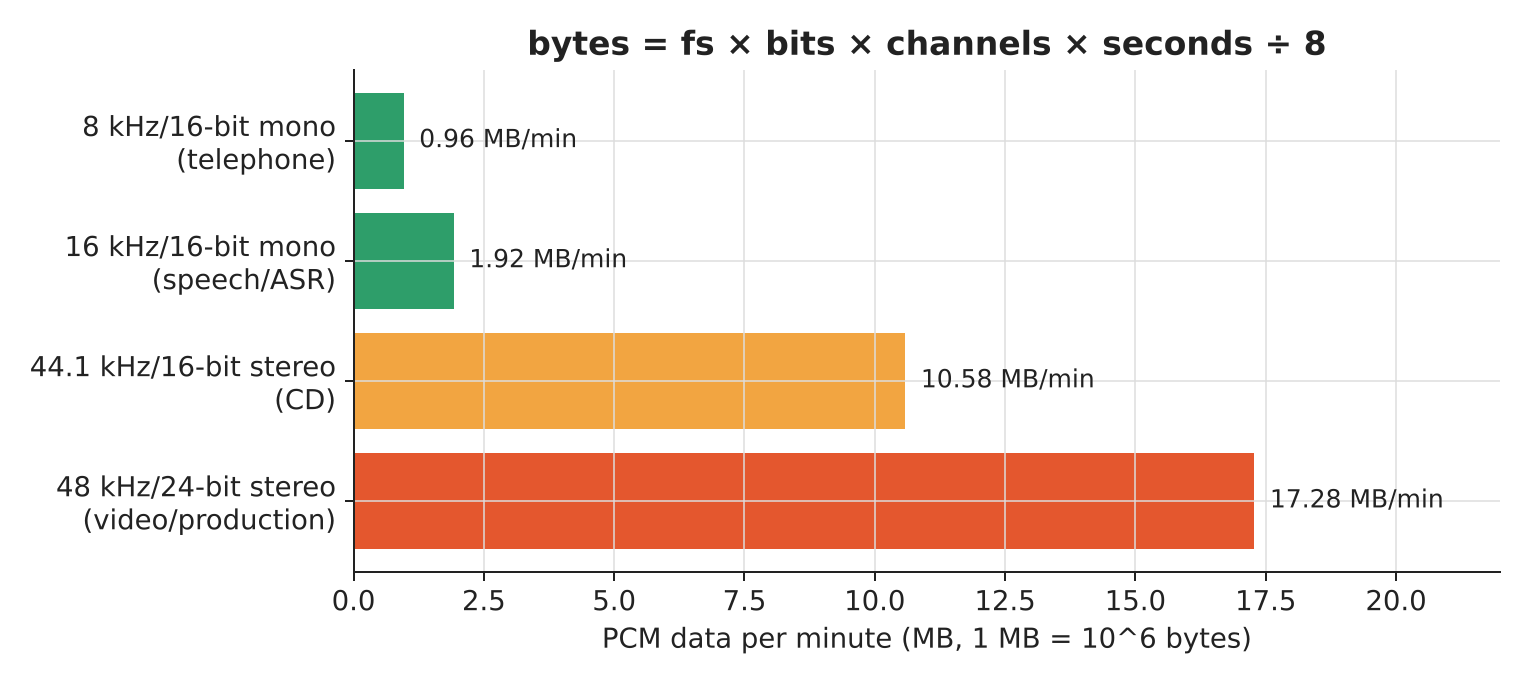 bytes = fs × bits × channels × seconds ÷ 8
8 kHz/16-bit mono
(telephone)
0.96 MB/min
16 kHz/16-bit mono
(speech/ASR)
1.92 MB/min
44.1 kHz/16-bit stereo
(CD)
10.58 MB/min
48 kHz/24-bit stereo
(video/production)
17.28 MB/min
0.0 2.5 5.0 7.5 10.0 12.5 15.0 17.5 20.0
PCM data per minute (MB, 1 MB = 10^6 bytes)